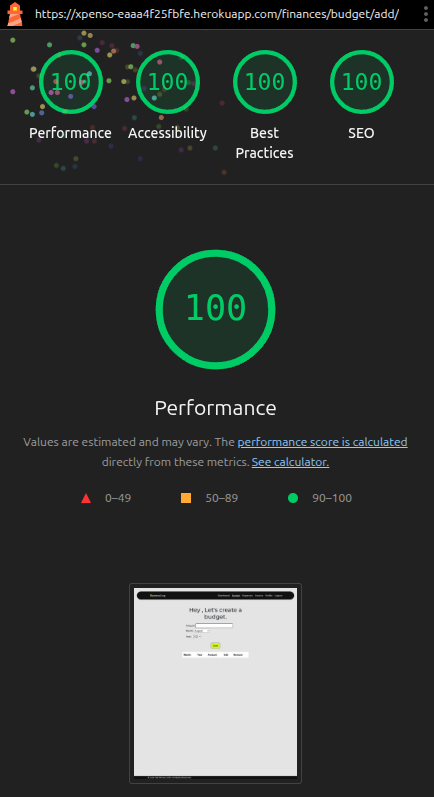 https://xpenso-eaaa4f25fbfe.herokuapp.com/finances/budget/add/
100 100 100 100
Performance Accessibility Best Practices SEO
100
Performance
Values are estimated and may vary. The performance score is calculated
directly from these metrics. See calculator.
0–49 50–89 90–100
Hey , Let's create a
budget.